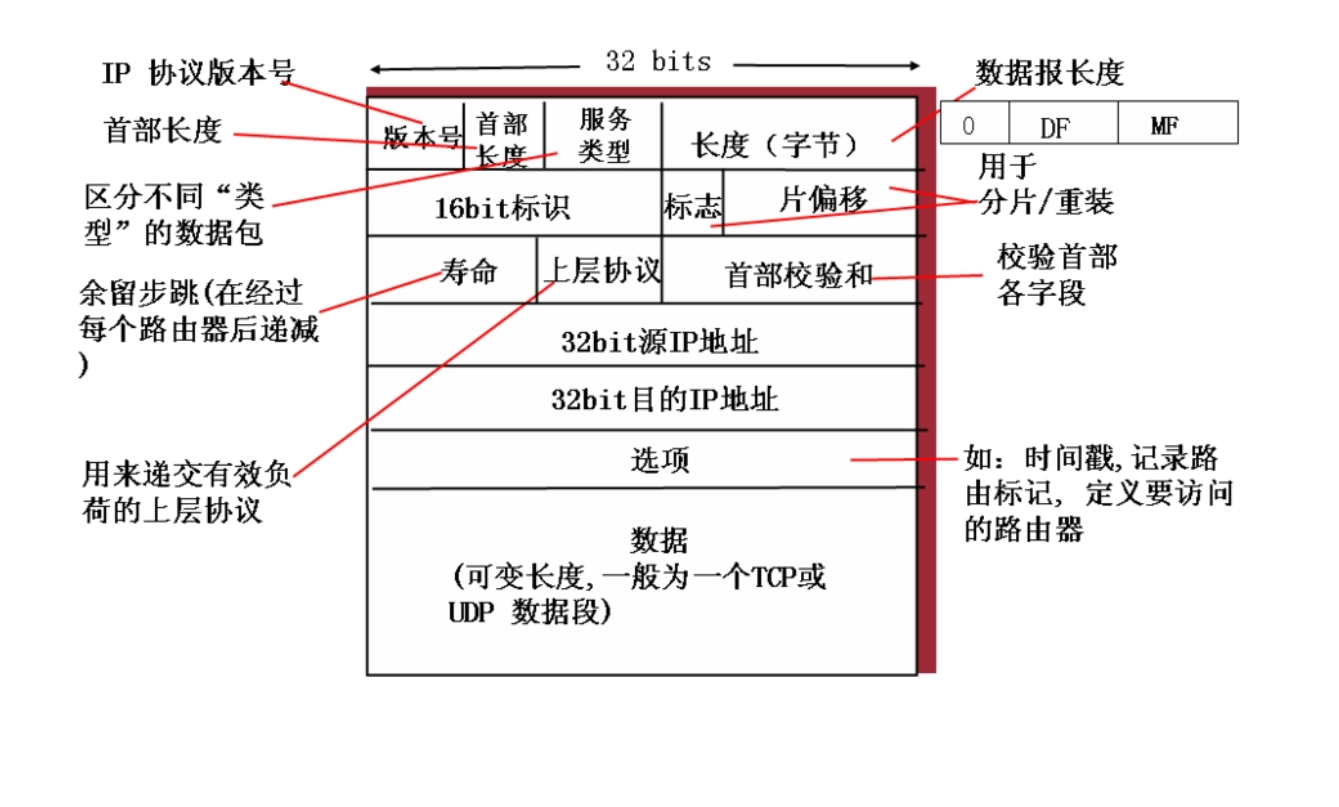 32 bits
IP 协议版本号
数据报长度
0 DF MF
首部长度
版本号
首部
长度
服务
类型
长度（字节）
用于
分片/重装
区分不同“类
型”的数据包
16bit标识
标志
片偏移
余留步跳(在经过
每个路由器后递减
)
寿命
上层协议
首部校验和
校验首部
各字段
32bit源IP地址
32bit目的IP地址
用来递交有效负
荷的上层协议
选项
如：时间戳,记录路
由标记, 定义要访问
的路由器
数据
(可变长度,一般为一个TCP或
UDP 数据段)